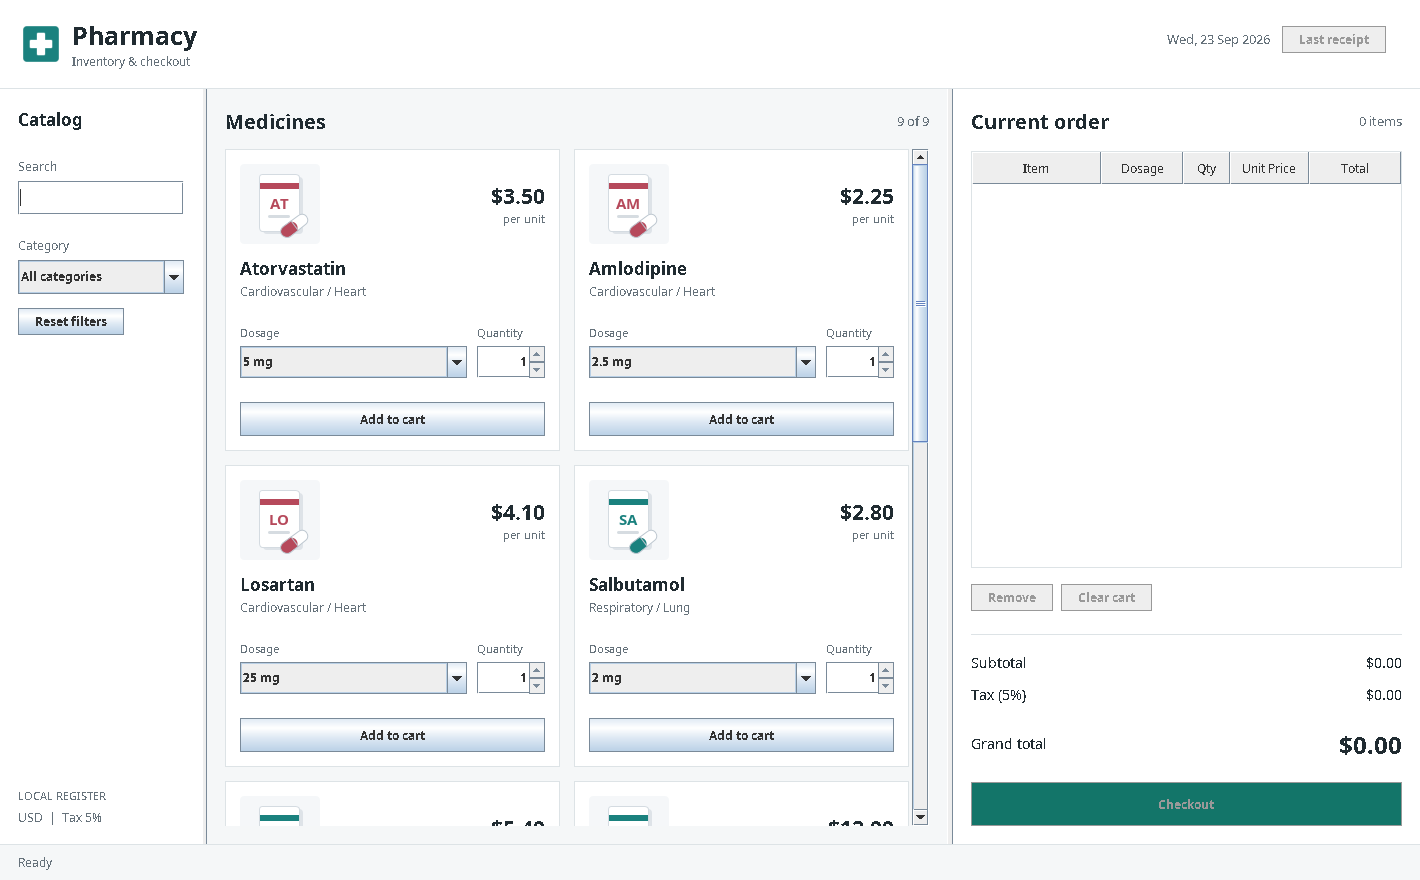 Pharmacy
Inventory & checkout
Wed, 23 Sep 2026
Last receipt
Catalog
Search
Category
All categories
Reset filters
LOCAL REGISTER
USD | Tax 5%
Medicines
9 of 9
AT
$3.50
per unit
Atorvastatin
Cardiovascular / Heart
Dosage
Quantity
5 mg
1
Add to cart
AM
$2.25
per unit
Amlodipine
Cardiovascular / Heart
Dosage
Quantity
2.5 mg
1
Add to cart
LO
$4.10
per unit
Losartan
Cardiovascular / Heart
Dosage
Quantity
25 mg
1
Add to cart
SA
$2.80
per unit
Salbutamol
Respiratory / Lung
Dosage
Quantity
2 mg
1
Add to cart
Current order
0 items
Item Dosage Qty Unit Price Total
Remove
Clear cart
Subtotal $0.00
Tax (5%) $0.00
Grand total $0.00
Checkout
Ready